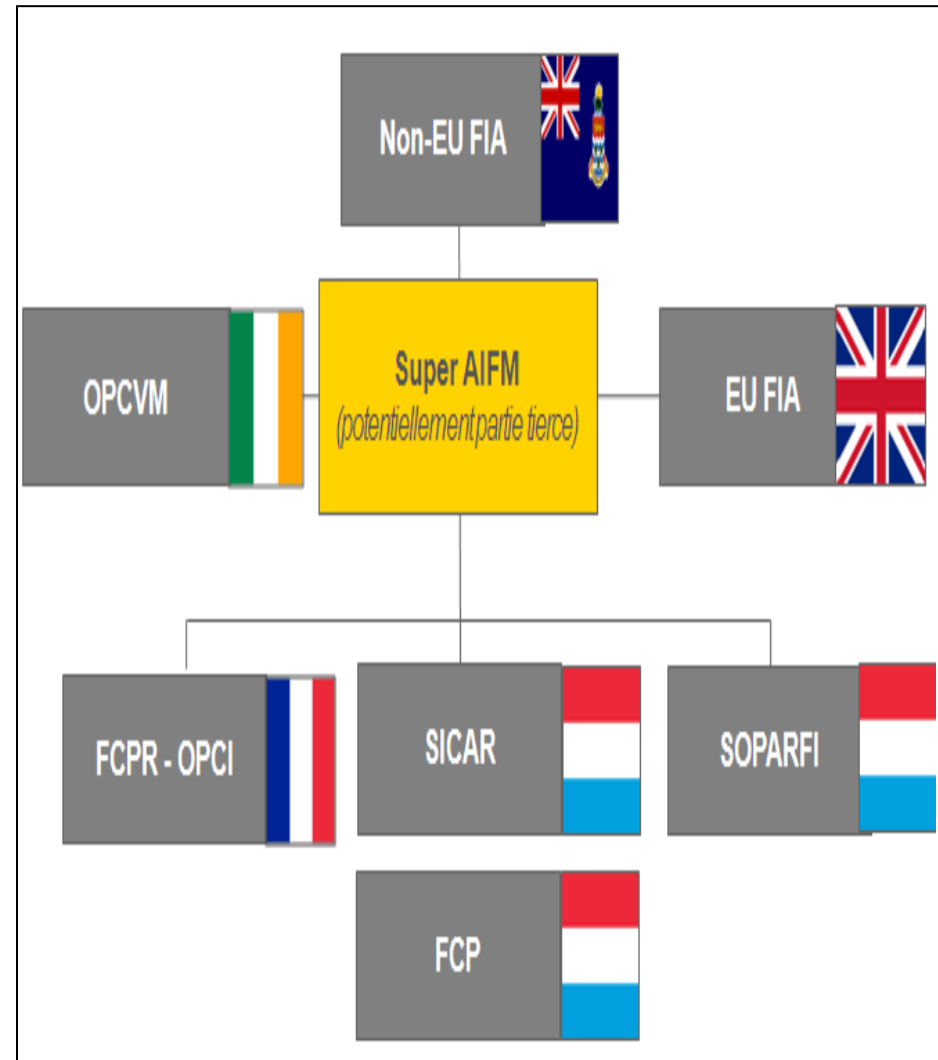 Non-EU FIA
OPCVM
Super AIFM
(potentiellement partie tierce)
EU FIA
FCPR - OPCI
SICAR
SOPARFI
FCP